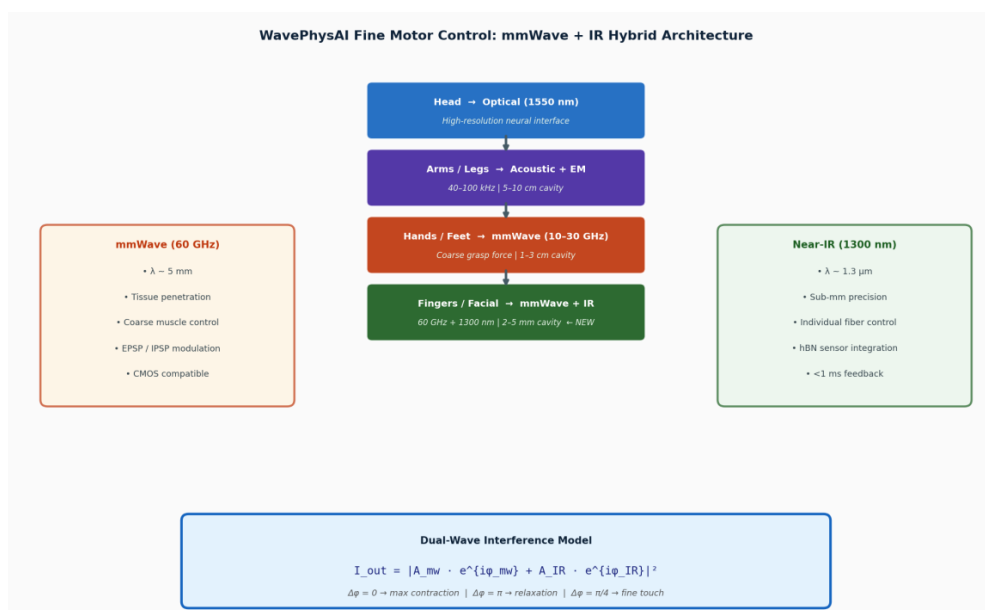 WavePhysAI Fine Motor Control: mmWave + IR Hybrid Architecture
Head → Optical (1550 nm)
High-resolution neural interface
Arms / Legs → Acoustic + EM
40–100 kHz | 5–10 cm cavity
Hands / Feet → mmWave (10–30 GHz)
Coarse grasp force | 1–3 cm cavity
Fingers / Facial → mmWave + IR
60 GHz + 1300 nm | 2–5 mm cavity ← NEW
mmWave (60 GHz)
• λ ~ 5 mm
• Tissue penetration
• Coarse muscle control
• EPSP / IPSP modulation
• CMOS compatible
Near-IR (1300 nm)
• λ ~ 1.3 μm
• Sub-mm precision
• Individual fiber control
• hBN sensor integration
• <1 ms feedback
Dual-Wave Interference Model
I_out = |A_mw · e^{iφ_mw} + A_IR · e^{iφ_IR}|²
Δφ = 0 → max contraction | Δφ = π → relaxation | Δφ = π/4 → fine touch